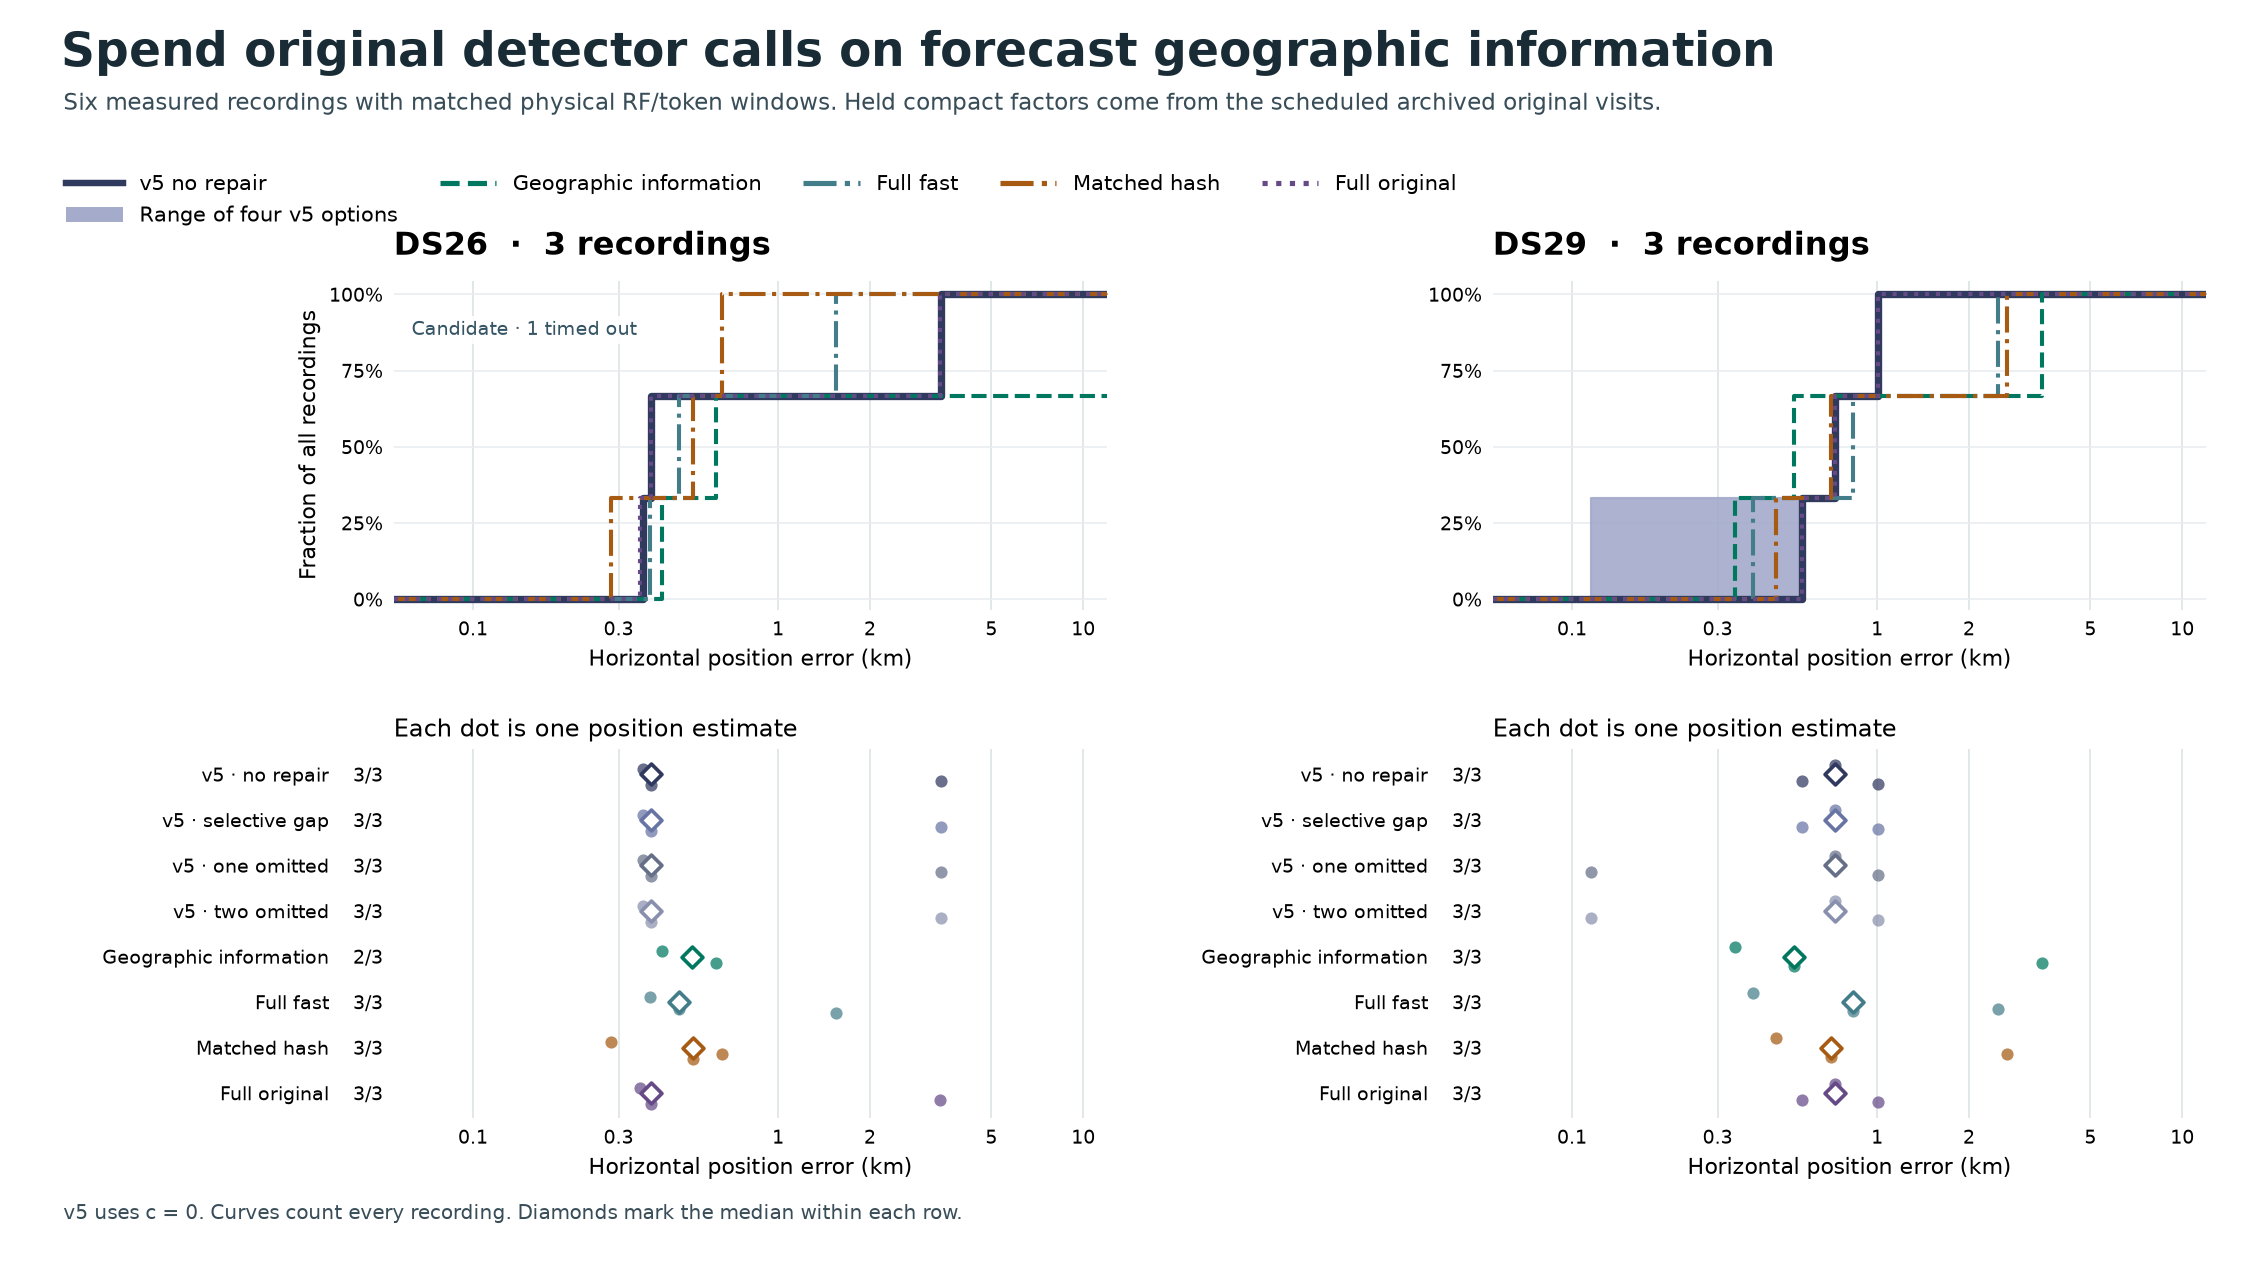 Spend original detector calls on forecast geographic information
Six measured recordings with matched physical RF/token windows. Held compact factors come from the scheduled archived original visits.
v5 no repair
Range of four v5 options
Geographic information
Full fast
Matched hash
Full original
DS26 · 3 recordings
Fraction of all recordings
100%
75%
50%
25%
0%
Candidate · 1 timed out
0.1 0.3 1 2 5 10
Horizontal position error (km)
DS29 · 3 recordings
100%
75%
50%
25%
0%
0.1 0.3 1 2 5 10
Horizontal position error (km)
Each dot is one position estimate
v5 · no repair 3/3
v5 · selective gap 3/3
v5 · one omitted 3/3
v5 · two omitted 3/3
Geographic information 2/3
Full fast 3/3
Matched hash 3/3
Full original 3/3
0.1 0.3 1 2 5 10
Horizontal position error (km)
Each dot is one position estimate
v5 · no repair 3/3
v5 · selective gap 3/3
v5 · one omitted 3/3
v5 · two omitted 3/3
Geographic information 3/3
Full fast 3/3
Matched hash 3/3
Full original 3/3
0.1 0.3 1 2 5 10
Horizontal position error (km)
v5 uses c = 0. Curves count every recording. Diamonds mark the median within each row.